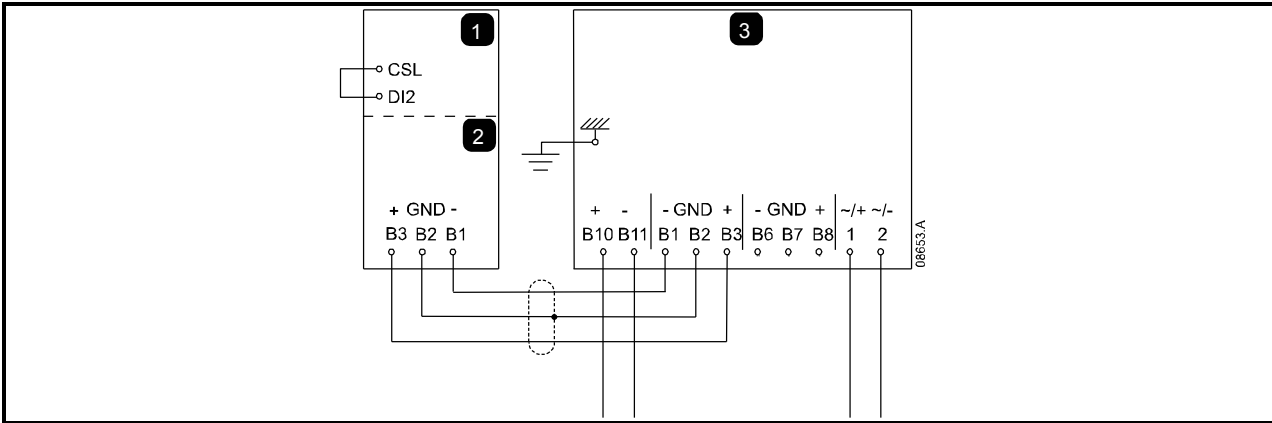 1
3
CSL
DI2
2
+ GND -
B3 B2 B1
+ - - GND + - GND + ~/+ ~/-
B10 B11 B1 B2 B3 B6 B7 B8 1 2
08653.A